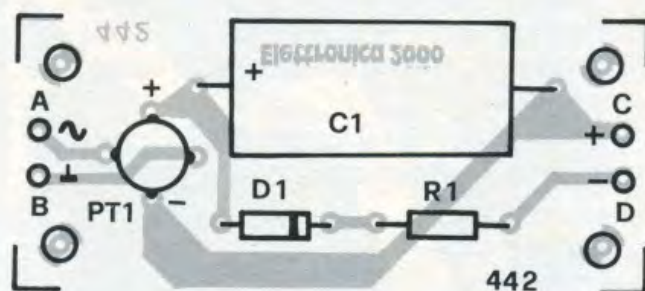 442
Elettronica 2000
A
~
+
+
C1
C
+
B
⊥
PT1
-
D1
R1
-
D
442